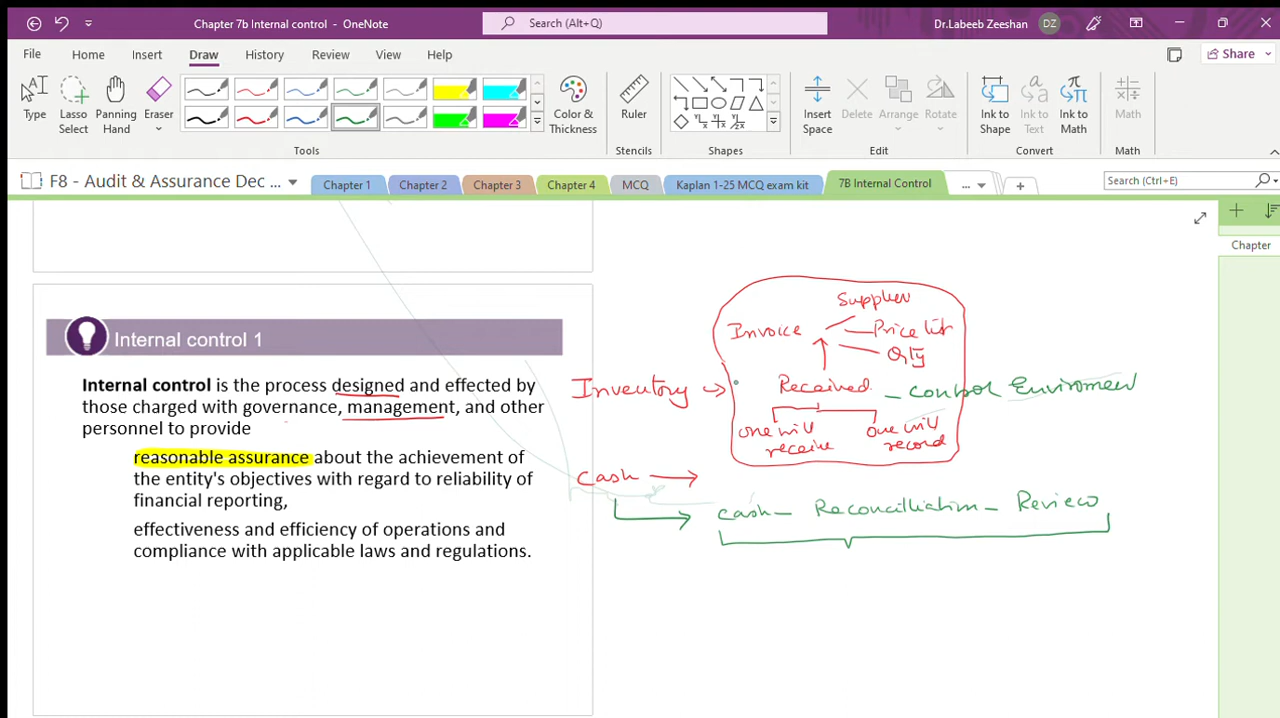 Chapter 7b Internal control - OneNote
Search (Alt+Q)
Dr.Labeeb Zeeshan
DZ
File
Home
Insert
Draw
History
Review
View
Help
Share
Type
Lasso Select
Panning Hand
Eraser
Color & Thickness
Ruler
Insert Space
Delete
Arrange
Rotate
Ink to Shape
Ink to Text
Ink to Math
Math
Tools
Stencils
Shapes
Edit
Convert
Math
F8 - Audit & Assurance Dec ...
Chapter 1
Chapter 2
Chapter 3
Chapter 4
MCQ
Kaplan 1-25 MCQ exam kit
7B Internal Control
...
Search (Ctrl+E)
Chapter
Internal control 1
Internal control is the process designed and effected by
those charged with governance, management, and other
personnel to provide
reasonable assurance about the achievement of
the entity's objectives with regard to reliability of
financial reporting,
effectiveness and efficiency of operations and
compliance with applicable laws and regulations.
Supplier
Invoice
Price list
Qrty
Inventory
Received
- control Enviromen
one will receive
one will record
Cash
cash - Reconcilliation - Review